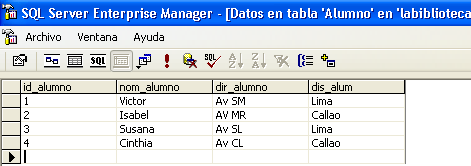 SQL Server Enterprise Manager - [Datos en tabla 'Alumno' en 'labiblioteca
Archivo Ventana Ayuda
SQL SQL
id_alumno nom_alumno dir_alumno dis_alum
1 Victor Av SM Lima
2 Isabel AV MR Callao
3 Susana Av SL Lima
4 Cinthia Av CL Callao